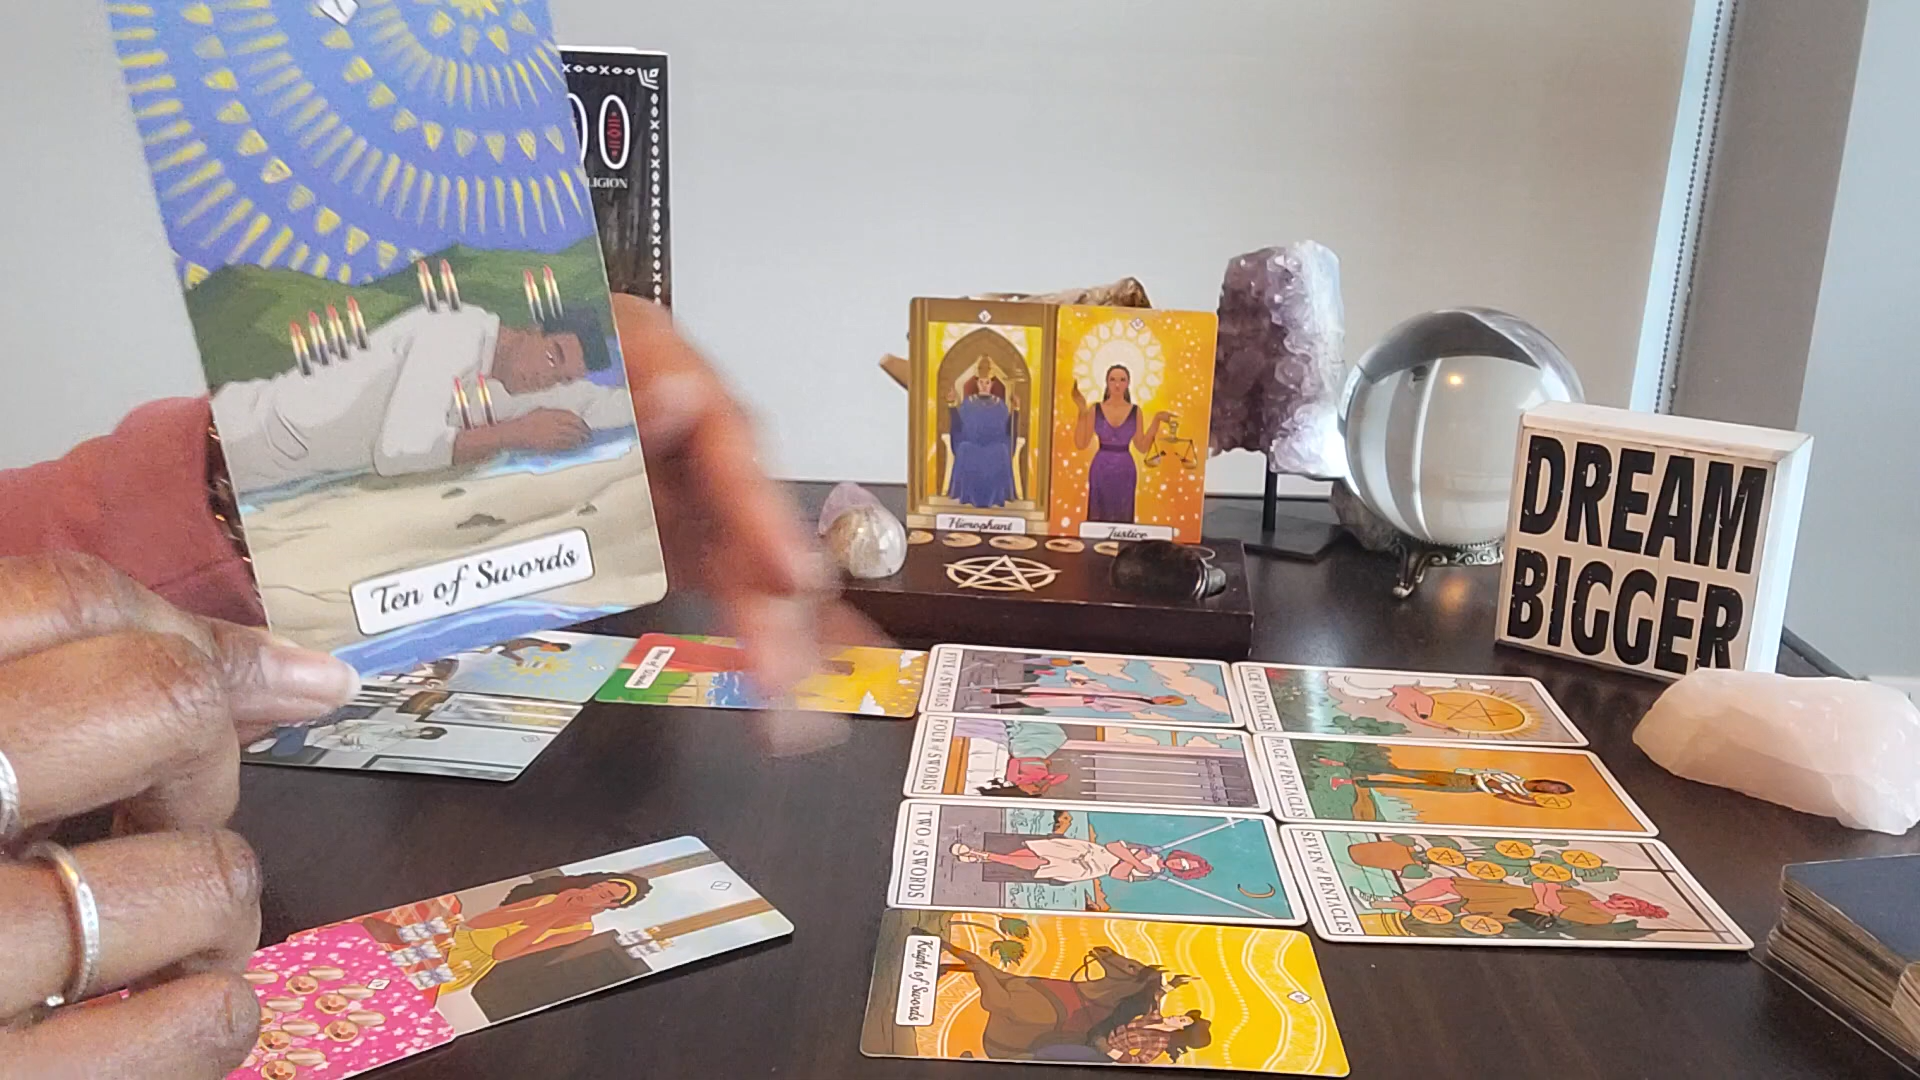 LIGION
Ten of Swords
Hierophant
Justice
DREAM
BIGGER
FIVE of SWORDS
ACE of PENTACLES
FOUR of SWORDS
PAGE of PENTACLES
TWO of SWORDS
SEVEN of PENTACLES
Knight of Swords